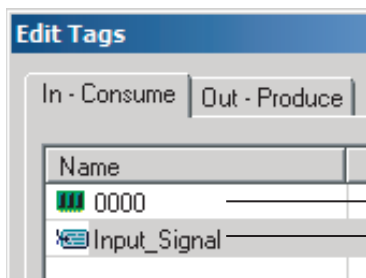 Edit Tags
In - Consume Out - Produce
Name
0000
Input_Signal